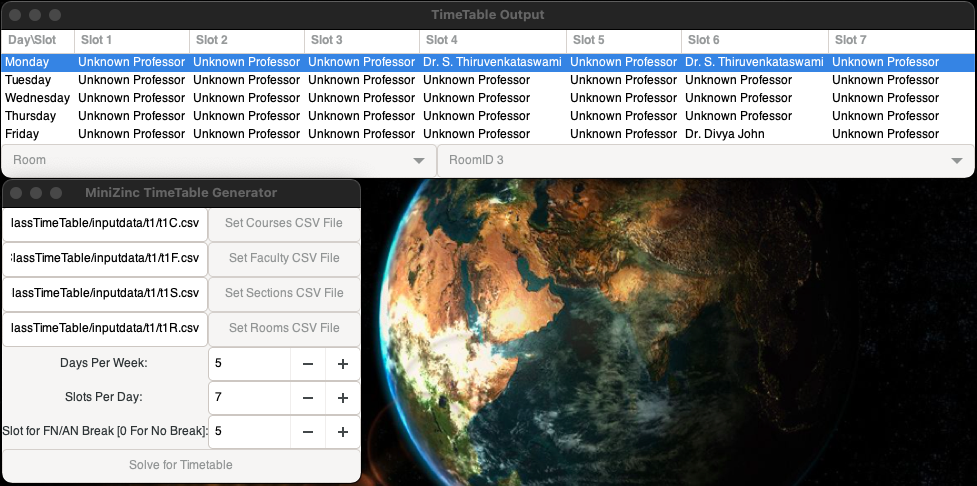 TimeTable Output
Day\Slot Slot 1 Slot 2 Slot 3 Slot 4 Slot 5 Slot 6 Slot 7
Monday Unknown Professor Unknown Professor Unknown Professor Dr. S. Thiruvenkataswami Unknown Professor Dr. S. Thiruvenkataswami Unknown Professor
Tuesday Unknown Professor Unknown Professor Unknown Professor Unknown Professor Unknown Professor Unknown Professor Unknown Professor
Wednesday Unknown Professor Unknown Professor Unknown Professor Unknown Professor Unknown Professor Unknown Professor Unknown Professor
Thursday Unknown Professor Unknown Professor Unknown Professor Unknown Professor Unknown Professor Unknown Professor Unknown Professor
Friday Unknown Professor Unknown Professor Unknown Professor Unknown Professor Unknown Professor Dr. Divya John Unknown Professor
Room RoomID 3
MiniZinc TimeTable Generator
lassTimeTable/inputdata/t1/t1C.csv Set Courses CSV File
lassTimeTable/inputdata/t1/t1F.csv Set Faculty CSV File
lassTimeTable/inputdata/t1/t1S.csv Set Sections CSV File
lassTimeTable/inputdata/t1/t1R.csv Set Rooms CSV File
Days Per Week: 5 − +
Slots Per Day: 7 − +
Slot for FN/AN Break [0 For No Break]: 5 − +
Solve for Timetable